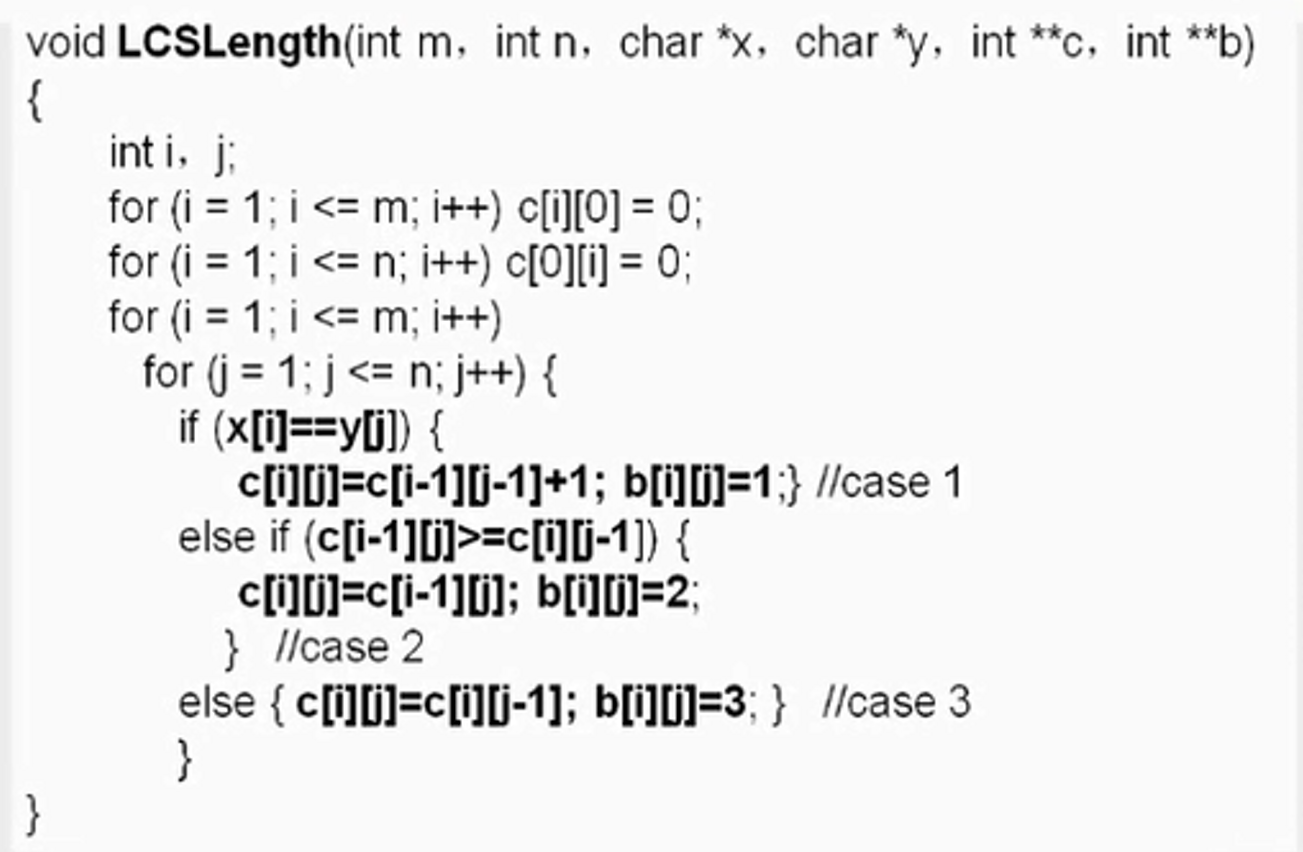 void LCSLength(int m，int n，char *x，char *y，int **c，int **b)
{
int i，j;
for (i = 1; i <= m; i++) c[i][0] = 0;
for (i = 1; i <= n; i++) c[0][i] = 0;
for (i = 1; i <= m; i++)
for (j = 1; j <= n; j++) {
if (x[i]==y[j]) {
c[i][j]=c[i-1][j-1]+1; b[i][j]=1;} //case 1
else if (c[i-1][j]>=c[i][j-1]) {
c[i][j]=c[i-1][j]; b[i][j]=2;
} //case 2
else { c[i][j]=c[i][j-1]; b[i][j]=3; } //case 3
}
}